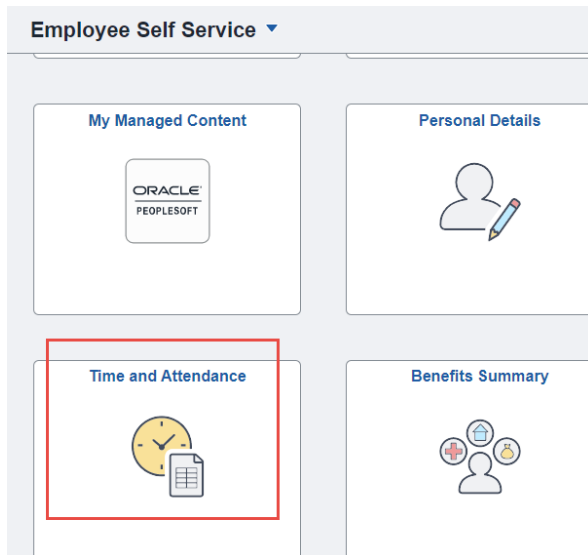 Employee Self Service
My Managed Content
Personal Details
ORACLE
PEOPLESOFT
Time and Attendance
Benefits Summary